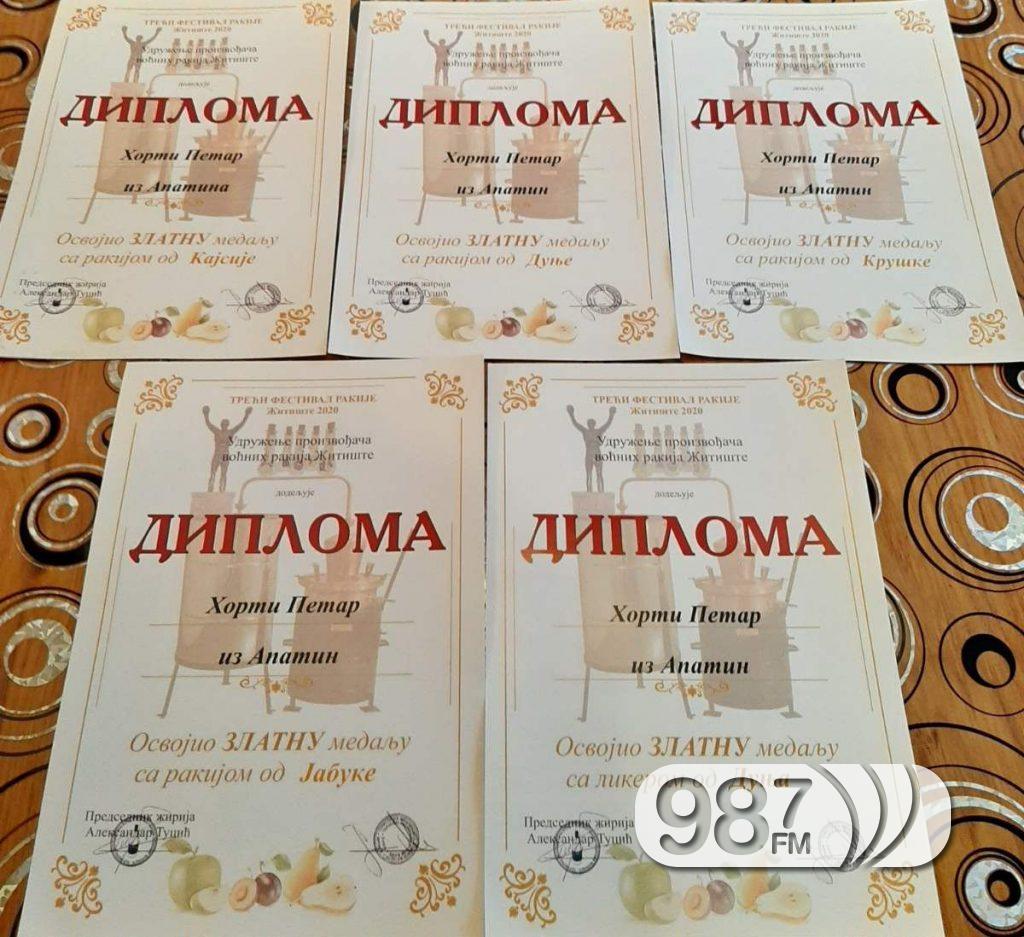 ТРЕЋИ ФЕСТИВАЛ РАКИЈЕ
Житиште 2020
Удружење произвођача
воћних ракија Житиште
додељује
ДИПЛОМА
Хорти Петар
из Апатина
Освојио ЗЛАТНУ медаљу
са ракијом од Кајсије
Председник жирија
Александар Туцић
ТРЕЋИ ФЕСТИВАЛ РАКИЈЕ
Житиште 2020
Удружење произвођача
воћних ракија Житиште
додељује
ДИПЛОМА
Хорти Петар
из Апатин
Освојио ЗЛАТНУ медаљу
са ракијом од Дуње
Председник жирија
Александар Туцић
ТРЕЋИ ФЕСТИВАЛ РАКИЈЕ
Житиште 2020
Удружење произвођача
воћних ракија Житиште
додељује
ДИПЛОМА
Хорти Петар
из Апатин
Освојио ЗЛАТНУ медаљу
са ракијом од Крушке
Председник жирија
Александар Туцић
ТРЕЋИ ФЕСТИВАЛ РАКИЈЕ
Житиште 2020
Удружење произвођача
воћних ракија Житиште
додељује
ДИПЛОМА
Хорти Петар
из Апатин
Освојио ЗЛАТНУ медаљу
са ракијом од Јабуке
Председник жирија
Александар Туцић
ТРЕЋИ ФЕСТИВАЛ РАКИЈЕ
Житиште 2020
Удружење произвођача
воћних ракија Житиште
додељује
ДИПЛОМА
Хорти Петар
из Апатин
Освојио ЗЛАТНУ медаљу
са ликером од Дуња
Председник жирија
Александар Туцић
987 FM